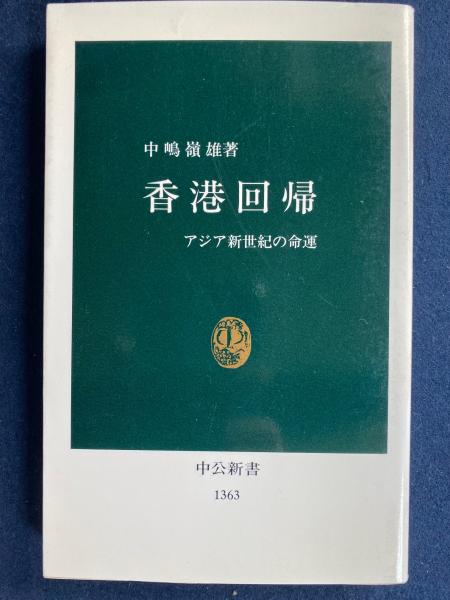 中嶋嶺雄著
香港回帰
アジア新世紀の命運
中公新書
1363